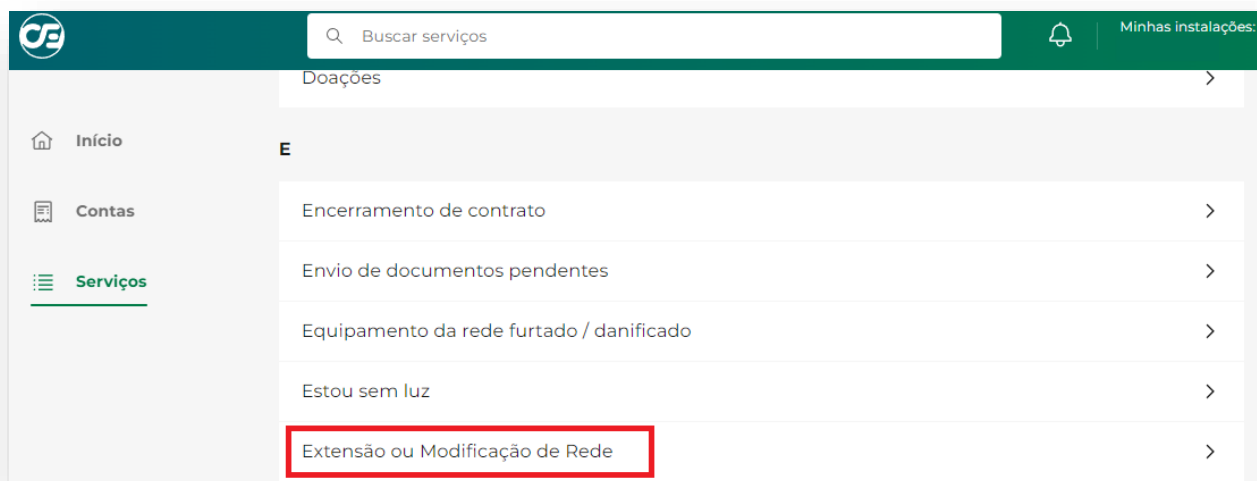 Buscar serviços
Minhas instalações:
Doações
Início
E
Contas
Encerramento de contrato
Envio de documentos pendentes
Serviços
Equipamento da rede furtado / danificado
Estou sem luz
Extensão ou Modificação de Rede